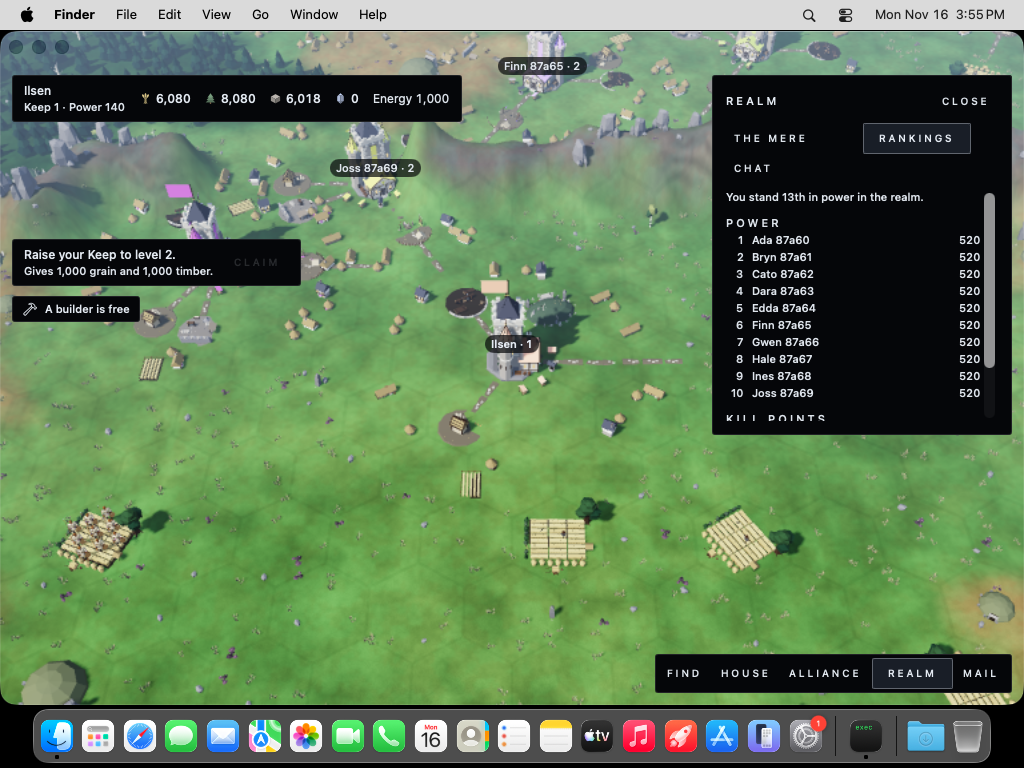 Finder File Edit View Go Window Help Mon Nov 16 3:55 PM
Finn 87a65 · 2
Ilsen
Keep 1 · Power 140
6,080 8,080 6,018 0 Energy 1,000
REALM CLOSE
THE MERE RANKINGS
CHAT
You stand 13th in power in the realm.
POWER
1 Ada 87a60 520
2 Bryn 87a61 520
3 Cato 87a62 520
4 Dara 87a63 520
5 Edda 87a64 520
6 Finn 87a65 520
7 Gwen 87a66 520
8 Hale 87a67 520
9 Ines 87a68 520
10 Joss 87a69 520
KILL POINTS
Joss 87a69 · 2
Raise your Keep to level 2.
Gives 1,000 grain and 1,000 timber.
CLAIM
A builder is free
Ilsen · 1
FIND HOUSE ALLIANCE REALM MAIL
Mon
16
tv
1
exec